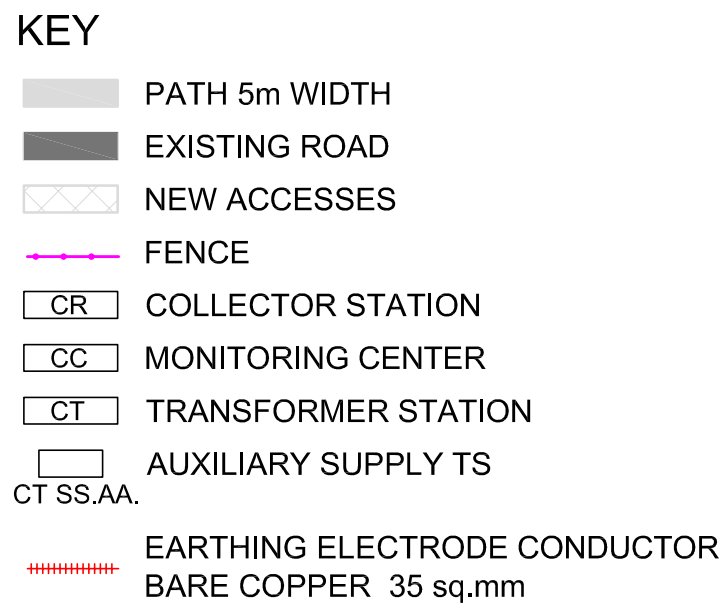 KEY
PATH 5m WIDTH
EXISTING ROAD
NEW ACCESSES
FENCE
CR COLLECTOR STATION
CC MONITORING CENTER
CT TRANSFORMER STATION
AUXILIARY SUPPLY TS
CT SS.AA.
EARTHING ELECTRODE CONDUCTOR
BARE COPPER 35 sq.mm